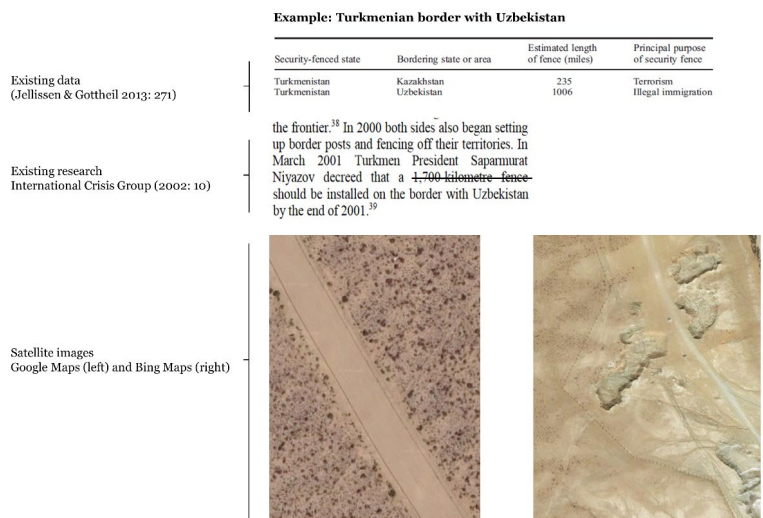 Example: Turkmenian border with Uzbekistan
Security-fenced state Bordering state or area Estimated length of fence (miles) Principal purpose of security fence
Turkmenistan Kazakhstan 235 Terrorism
Turkmenistan Uzbekistan 1006 Illegal immigration
Existing data
(Jellissen & Gottheil 2013: 271)
the frontier.38 In 2000 both sides also began setting
up border posts and fencing off their territories. In
March 2001 Turkmen President Saparmurat
Niyazov decreed that a 1,700-kilometre fence
should be installed on the border with Uzbekistan
by the end of 2001.39
Existing research
International Crisis Group (2002: 10)
Satellite images
Google Maps (left) and Bing Maps (right)